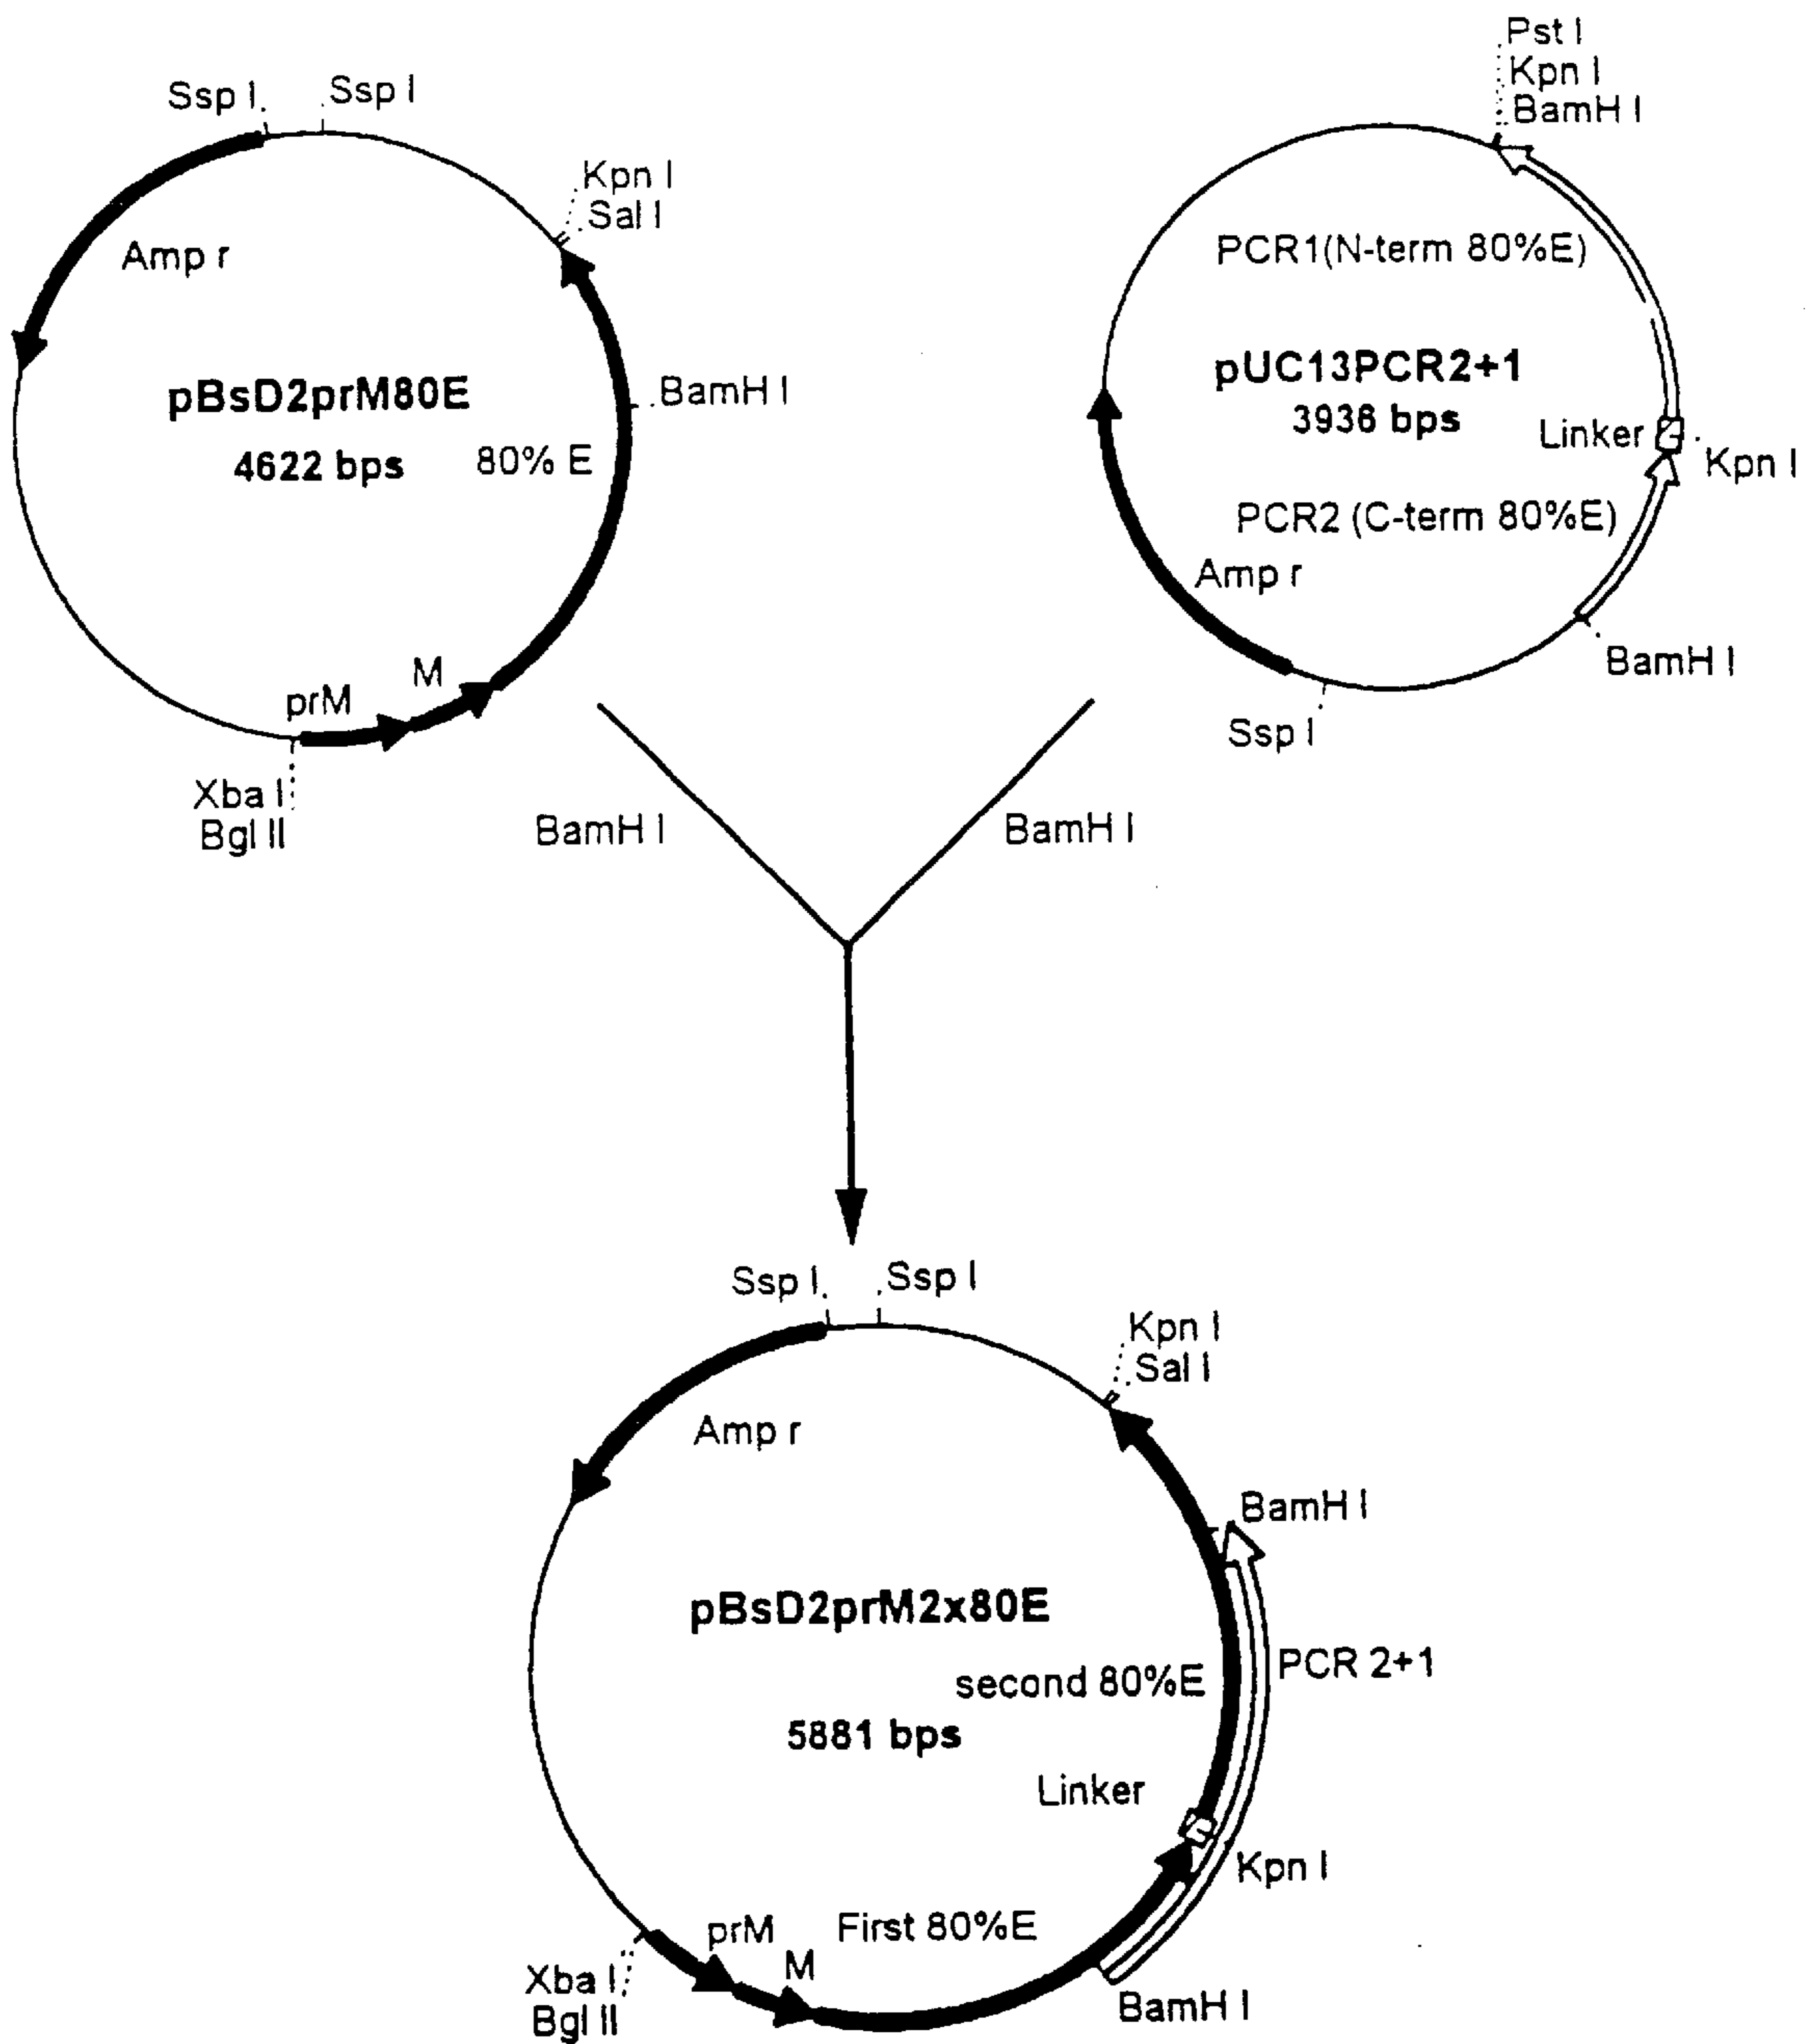 Ssp I
Ssp I
Kpn I
Sal I
Amp r
pBsD2prM80E
4622 bps
80% E
BamH I
M
prM
Xba I
Bgl II
Pst I
Kpn I
BamH I
PCR1(N-term 80%E)
pUC13PCR2+1
3936 bps
Linker
Kpn I
PCR2 (C-term 80%E)
Amp r
BamH I
Ssp I
BamH I
BamH I
Ssp I
Ssp I
Kpn I
Sal I
Amp r
BamH I
pBsD2prM2x80E
second 80%E
PCR 2+1
5881 bps
Linker
Kpn I
First 80%E
prM
M
Xba I
Bgl II
BamH I